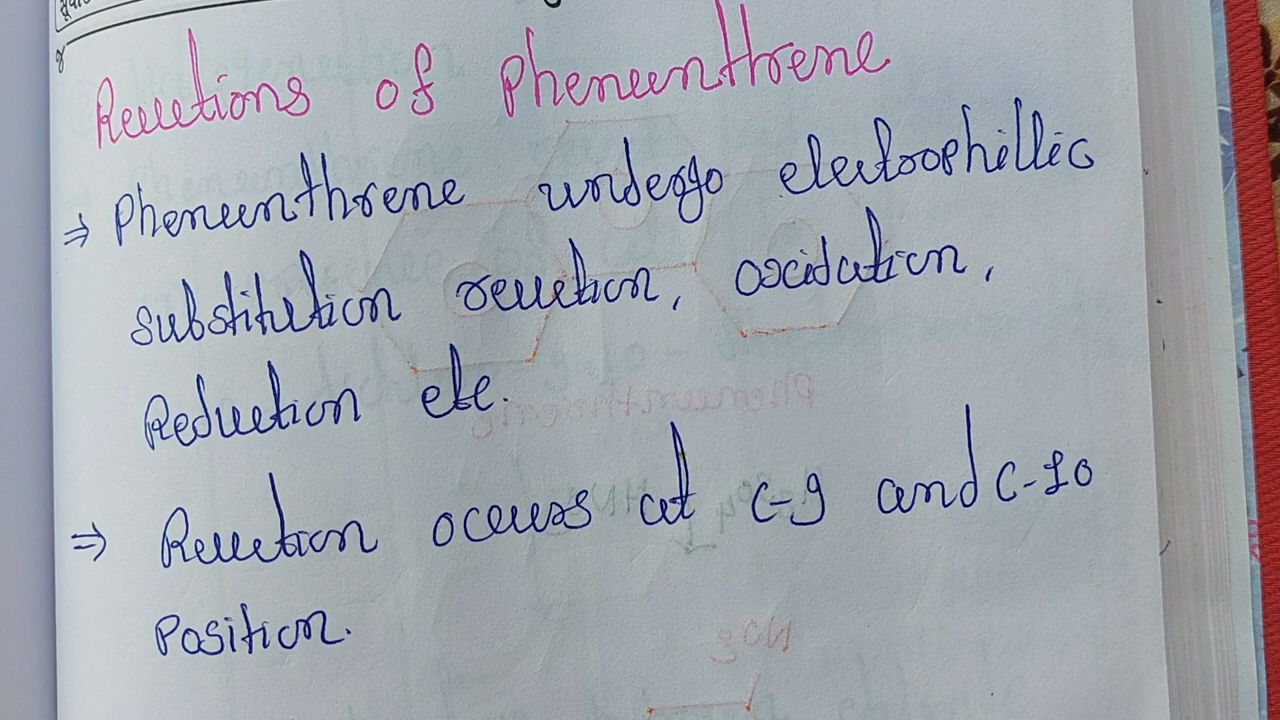 Reactions of Phenanthrene
⇒ Phenanthrene undergo electrophillic
substitution reaction, oxidation,
Reduction etc.
⇒ Reaction occurs at C-9 and C-10
Position.